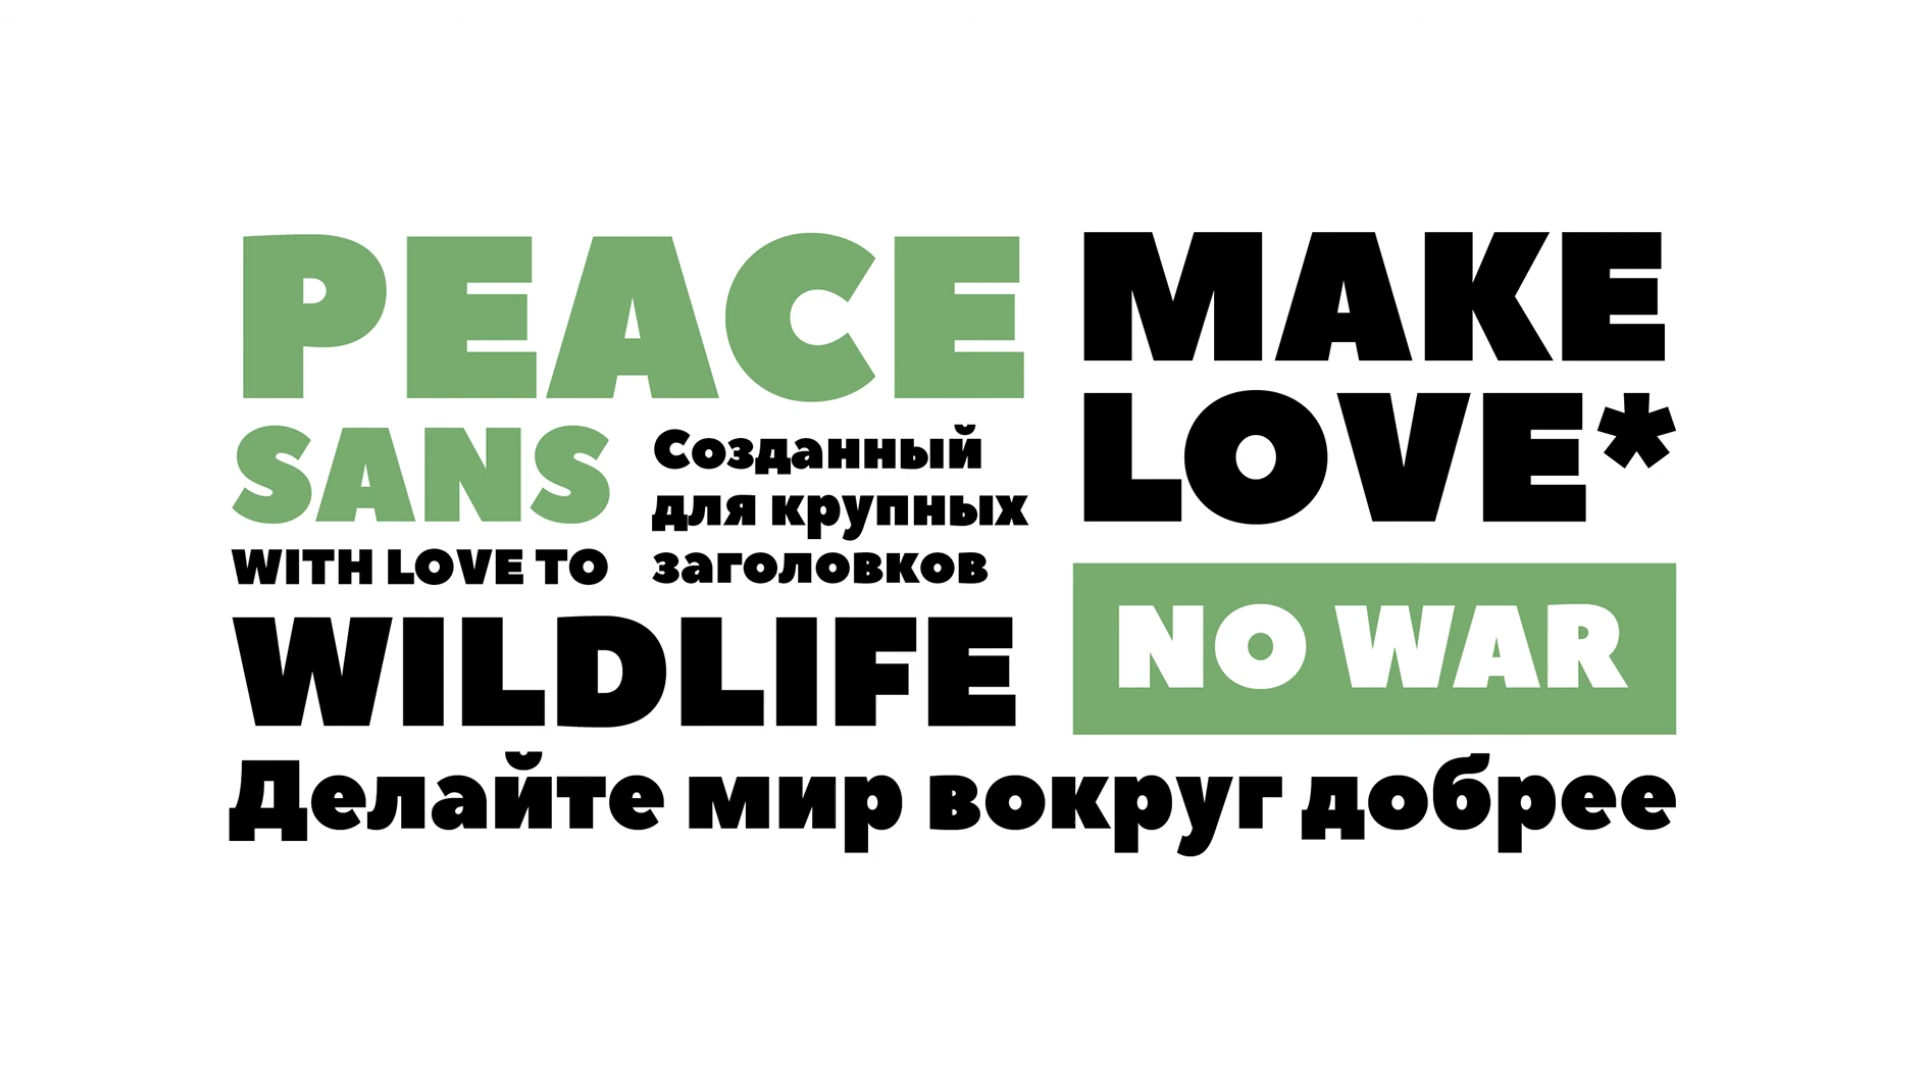 PEACE
SANS
WITH LOVE TO
Созданный
для крупных
заголовков
WILDLIFE
MAKE
LOVE*
NO WAR
Делайте мир вокруг добрее